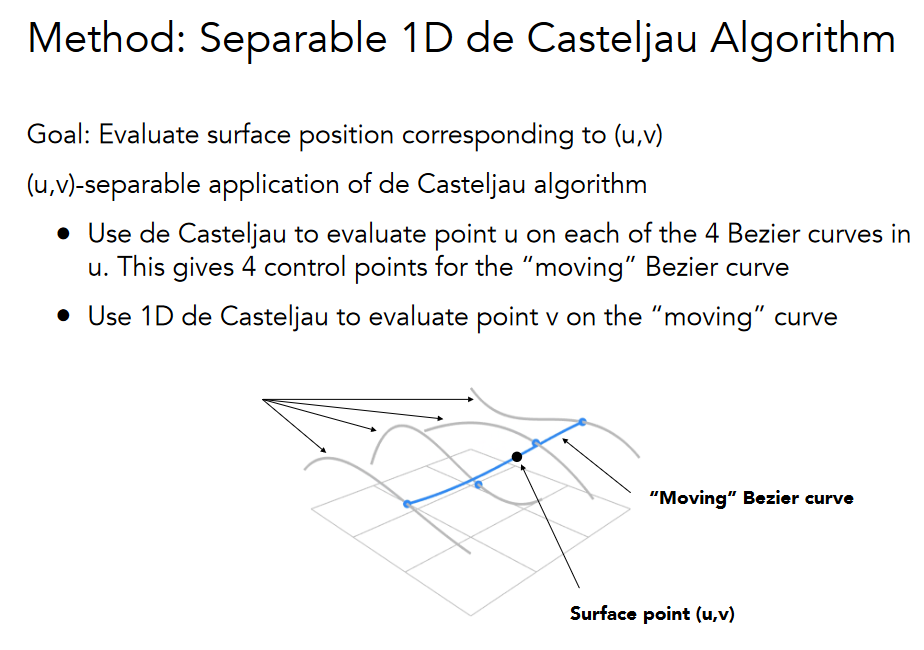 Method: Separable 1D de Casteljau Algorithm
Goal: Evaluate surface position corresponding to (u,v)
(u,v)-separable application of de Casteljau algorithm
● Use de Casteljau to evaluate point u on each of the 4 Bezier curves in
u. This gives 4 control points for the “moving” Bezier curve
● Use 1D de Casteljau to evaluate point v on the “moving” curve
“Moving” Bezier curve
Surface point (u,v)